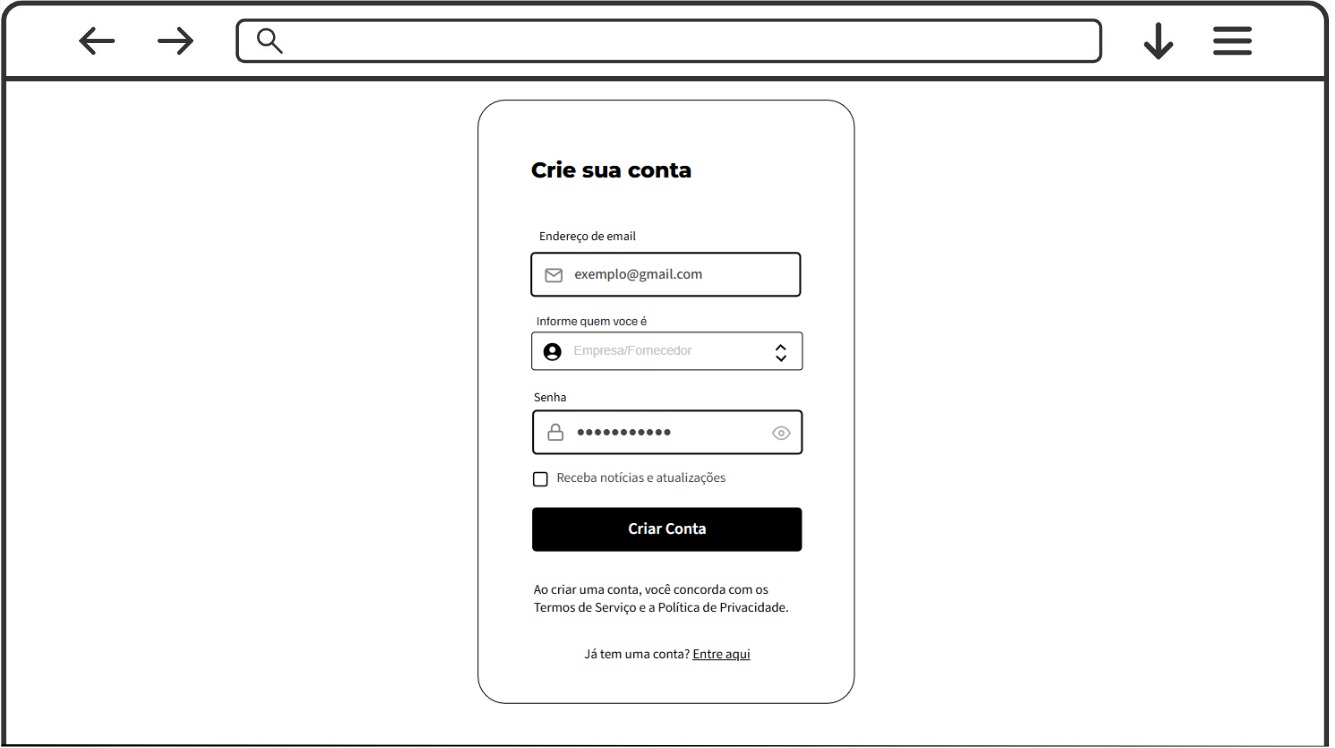 Crie sua conta
Endereço de email
exemplo@gmail.com
Informe quem voce é
Empresa/Fornecedor
Senha
•••••••••••
Receba notícias e atualizações
Criar Conta
Ao criar uma conta, você concorda com os
Termos de Serviço e a Política de Privacidade.
Já tem uma conta? Entre aqui